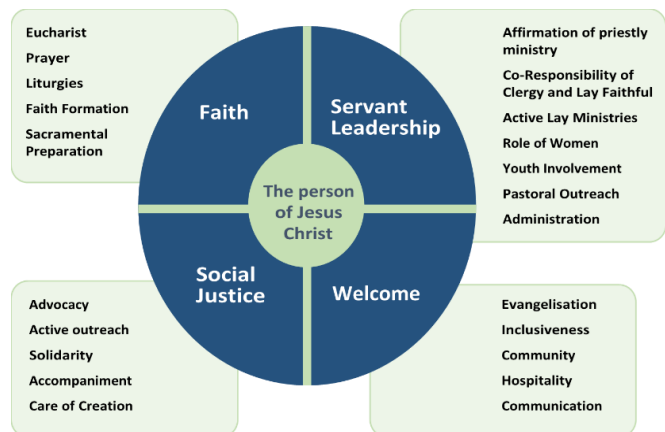 Eucharist
Prayer
Liturgies
Faith Formation
Sacramental
Preparation
Faith
Servant
Leadership
Affirmation of priestly
ministry
Co-Responsibility of
Clergy and Lay Faithful
Active Lay Ministries
Role of Women
Youth Involvement
Pastoral Outreach
Administration
The person
of Jesus
Christ
Social
Justice
Welcome
Advocacy
Active outreach
Solidarity
Accompaniment
Care of Creation
Evangelisation
Inclusiveness
Community
Hospitality
Communication